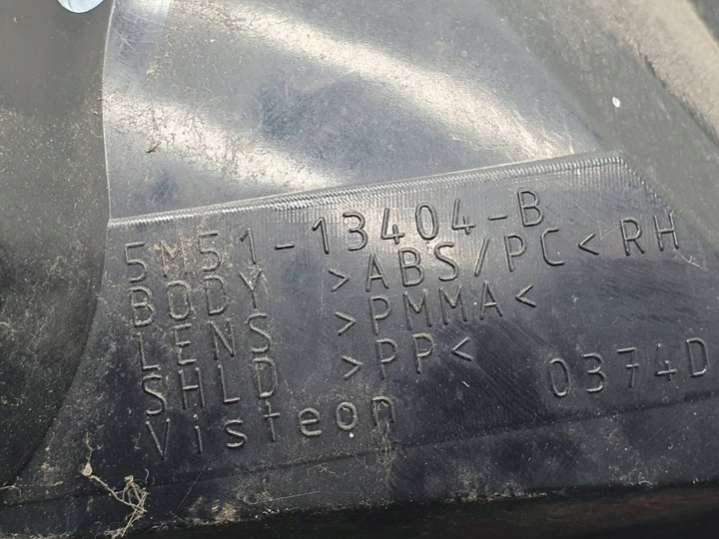 5M51-13404-B
BODY >ABS/PC< RH
LENS >PMMA<
SHLD >PP<
Visteon 0374D